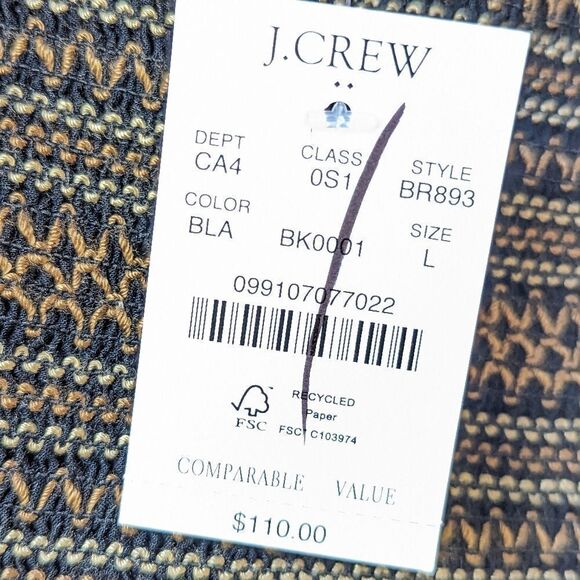 J.CREW
DEPT CLASS STYLE
CA4 0S1 BR893
COLOR SIZE
BLA BK0001 L
099107077022
RECYCLED
Paper
FSC FSC® C103974
COMPARABLE VALUE
$110.00